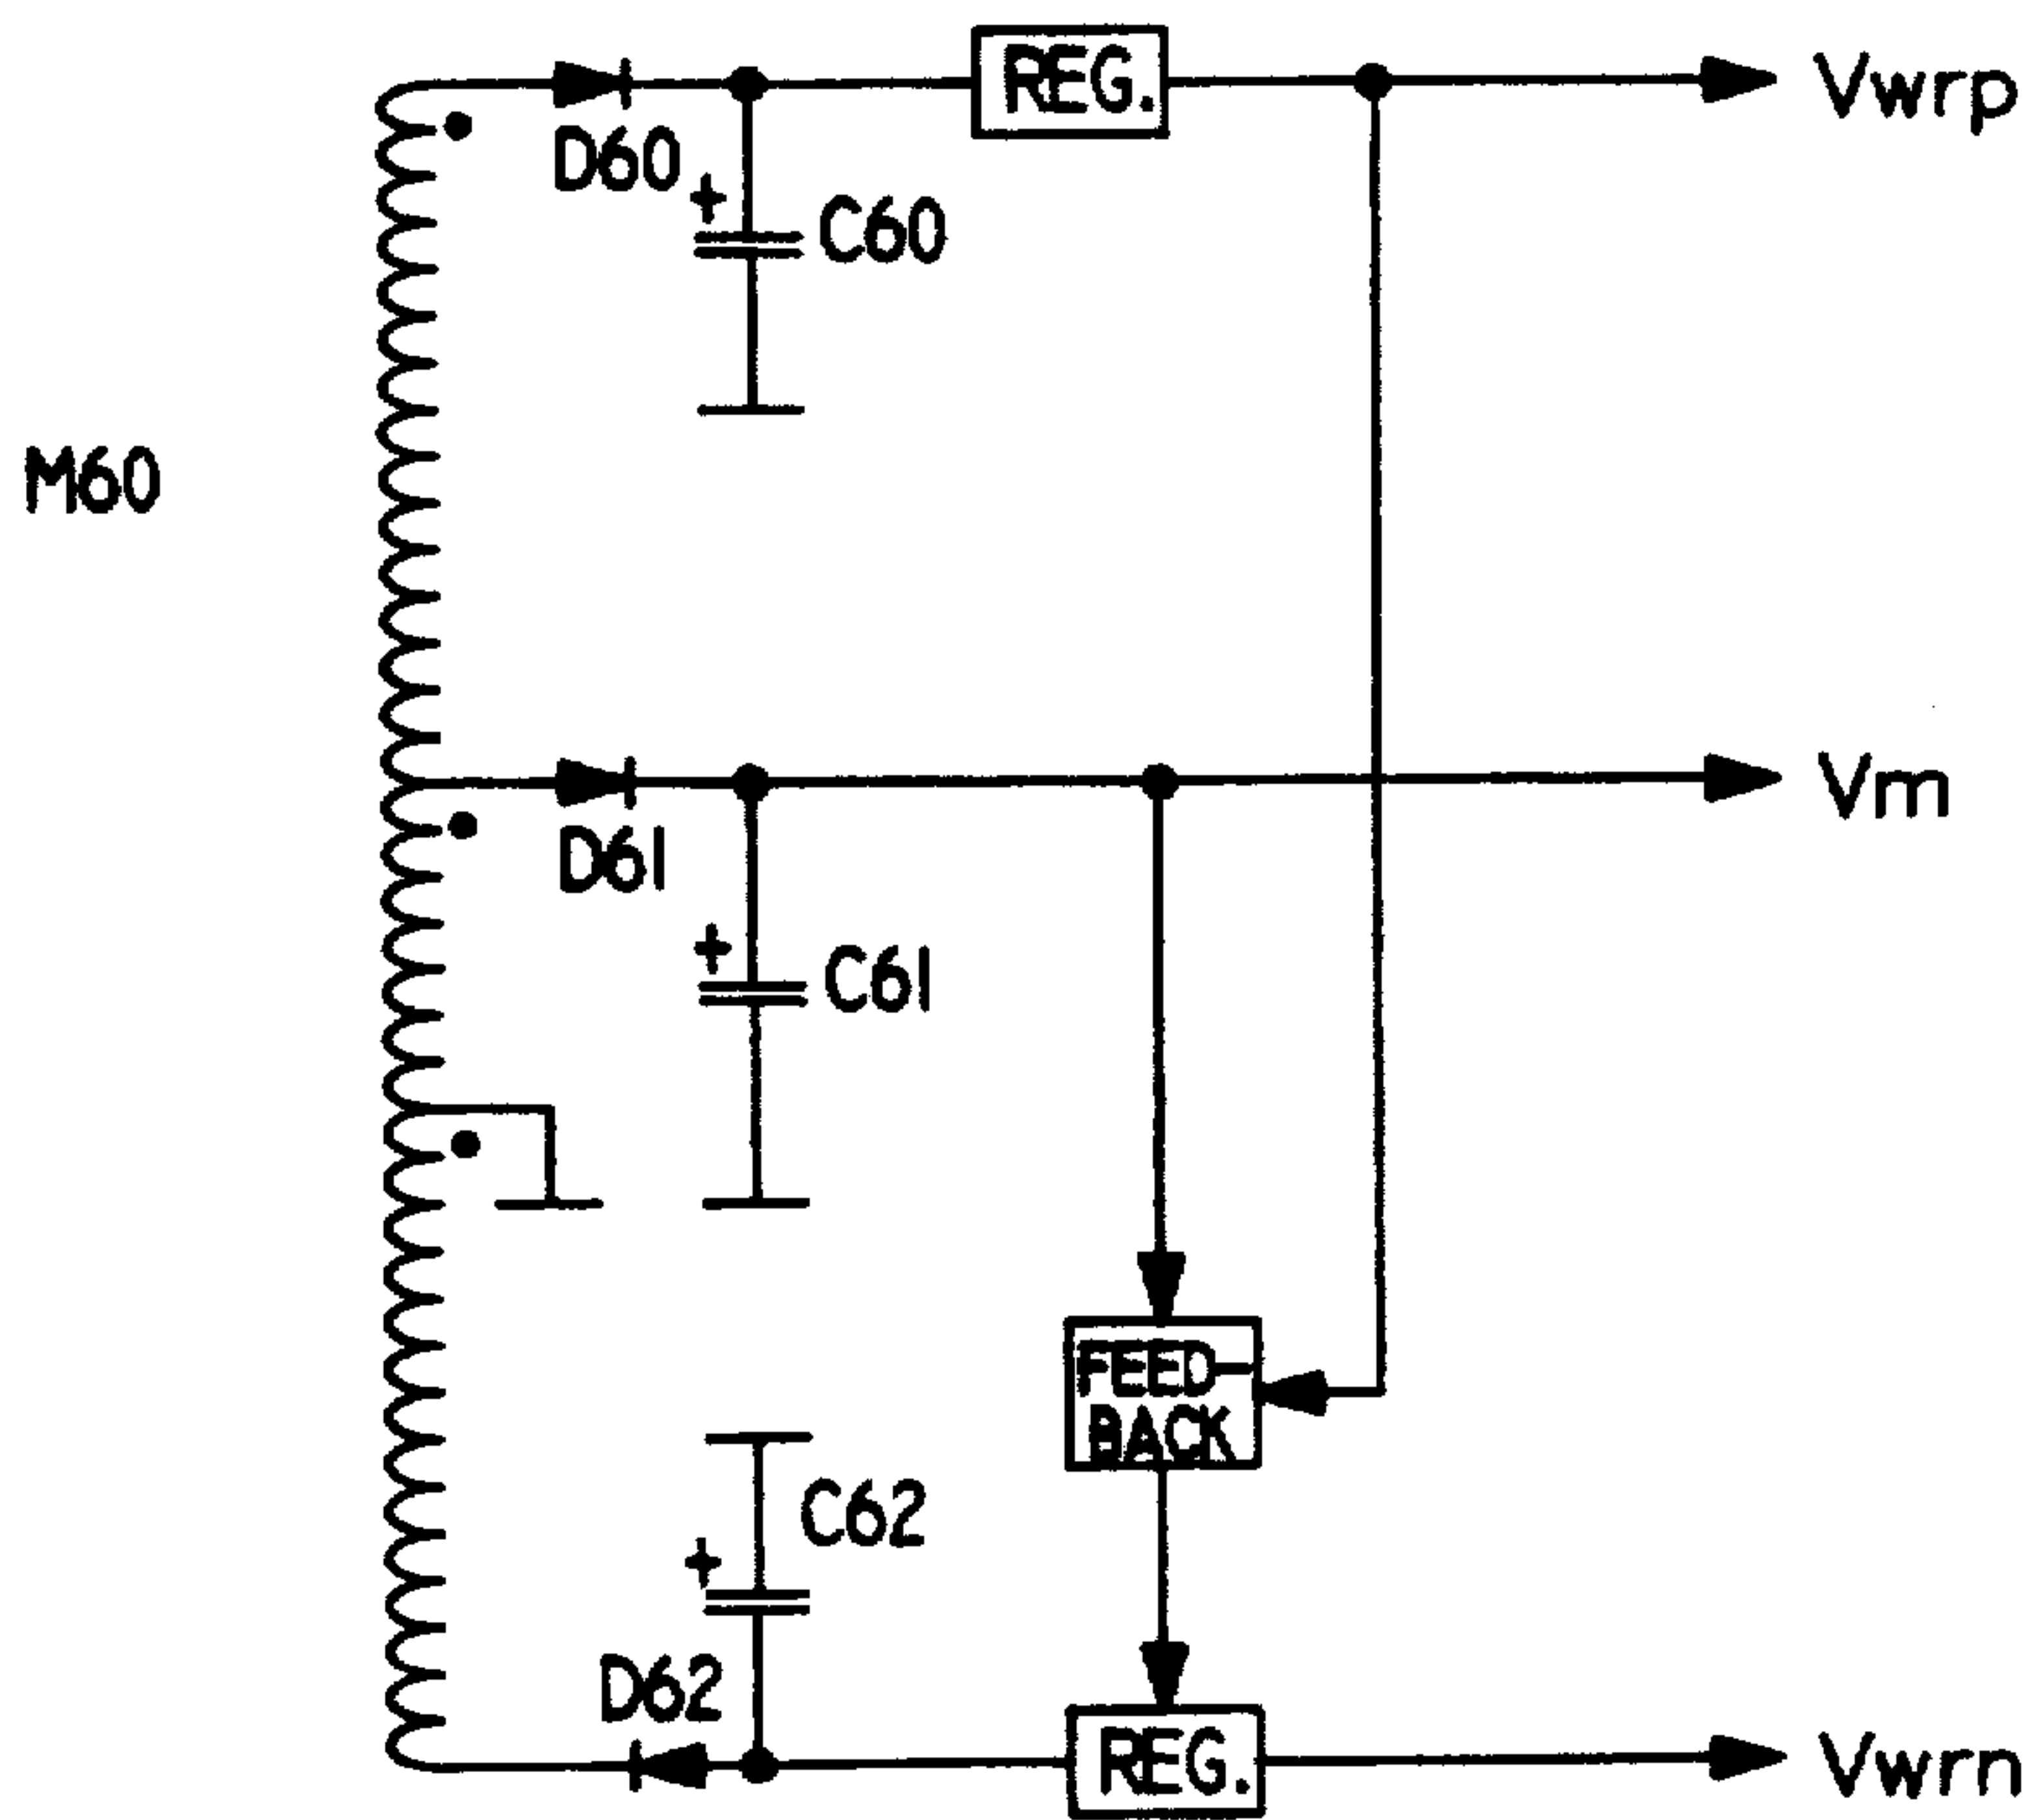 REG.
Vwrp
D60
+
C60
M60
Vm
D61
+
C61
FEED-
BACK
C62
+
D62
REG.
Vwrn